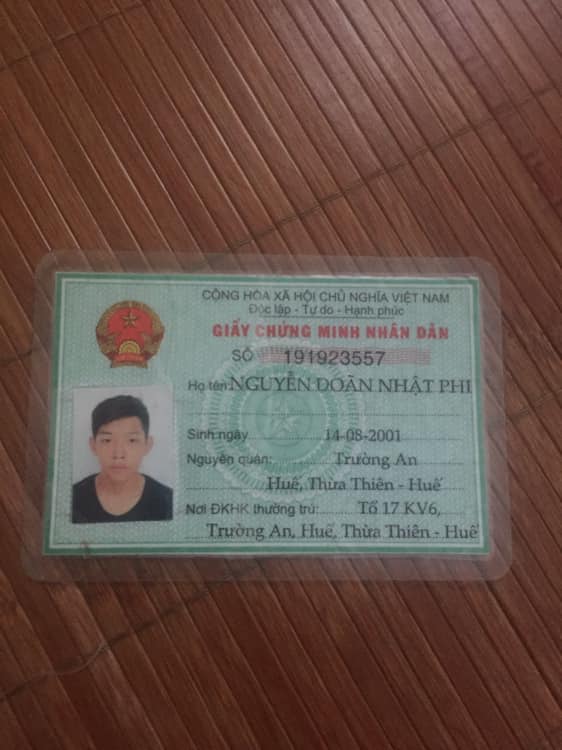 CỘNG HÒA XÃ HỘI CHỦ NGHĨA VIỆT NAM
Độc lập - Tự do - Hạnh phúc
GIẤY CHỨNG MINH NHÂN DÂN
SỐ 191923557
Họ tên NGUYỄN DOÃN NHẬT PHI
Sinh ngày 14-08-2001
Nguyên quán: Trường An
Huế, Thừa Thiên - Huế
Nơi ĐKHK thường trú: Tổ 17 KV6,
Trường An, Huế, Thừa Thiên - Huế